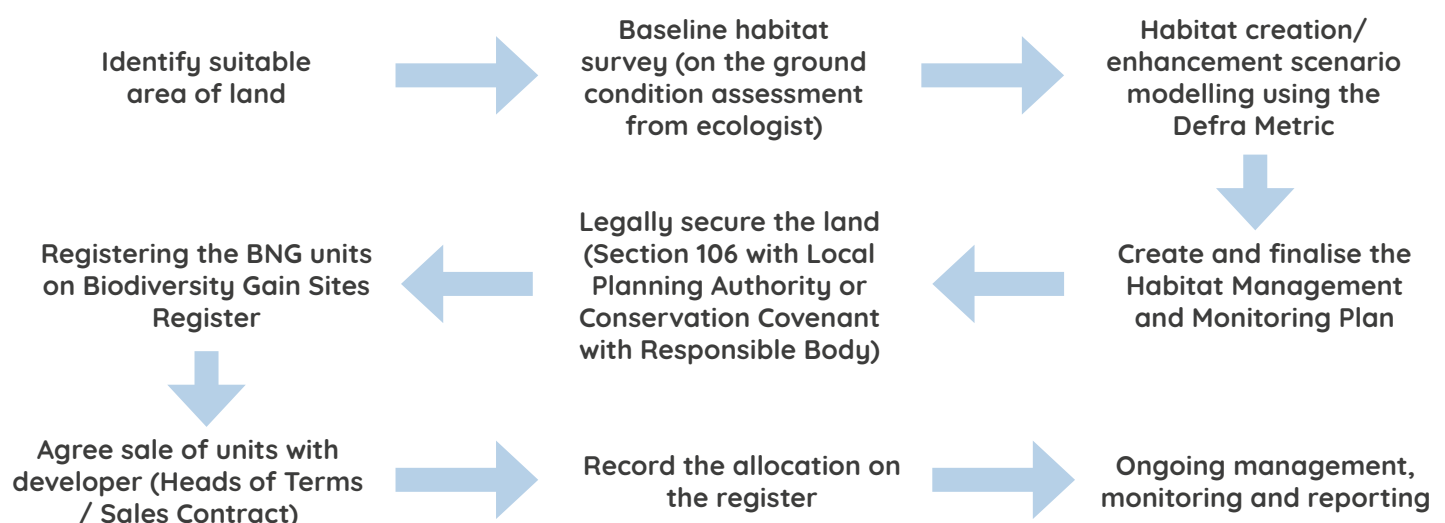 Identify suitable
area of land
Baseline habitat
survey (on the ground
condition assessment
from ecologist)
Habitat creation/
enhancement scenario
modelling using the
Defra Metric
Create and finalise the
Habitat Management
and Monitoring Plan
Legally secure the land
(Section 106 with Local
Planning Authority or
Conservation Covenant
with Responsible Body)
Registering the BNG units
on Biodiversity Gain Sites
Register
Agree sale of units with
developer (Heads of Terms
/ Sales Contract)
Record the allocation on
the register
Ongoing management,
monitoring and reporting